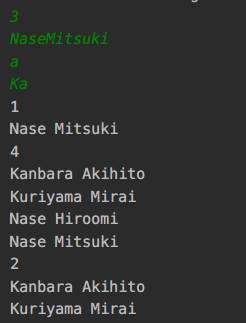 3
NaseMitsuki
a
Ka
1
Nase Mitsuki
4
Kanbara Akihito
Kuriyama Mirai
Nase Hiroomi
Nase Mitsuki
2
Kanbara Akihito
Kuriyama Mirai